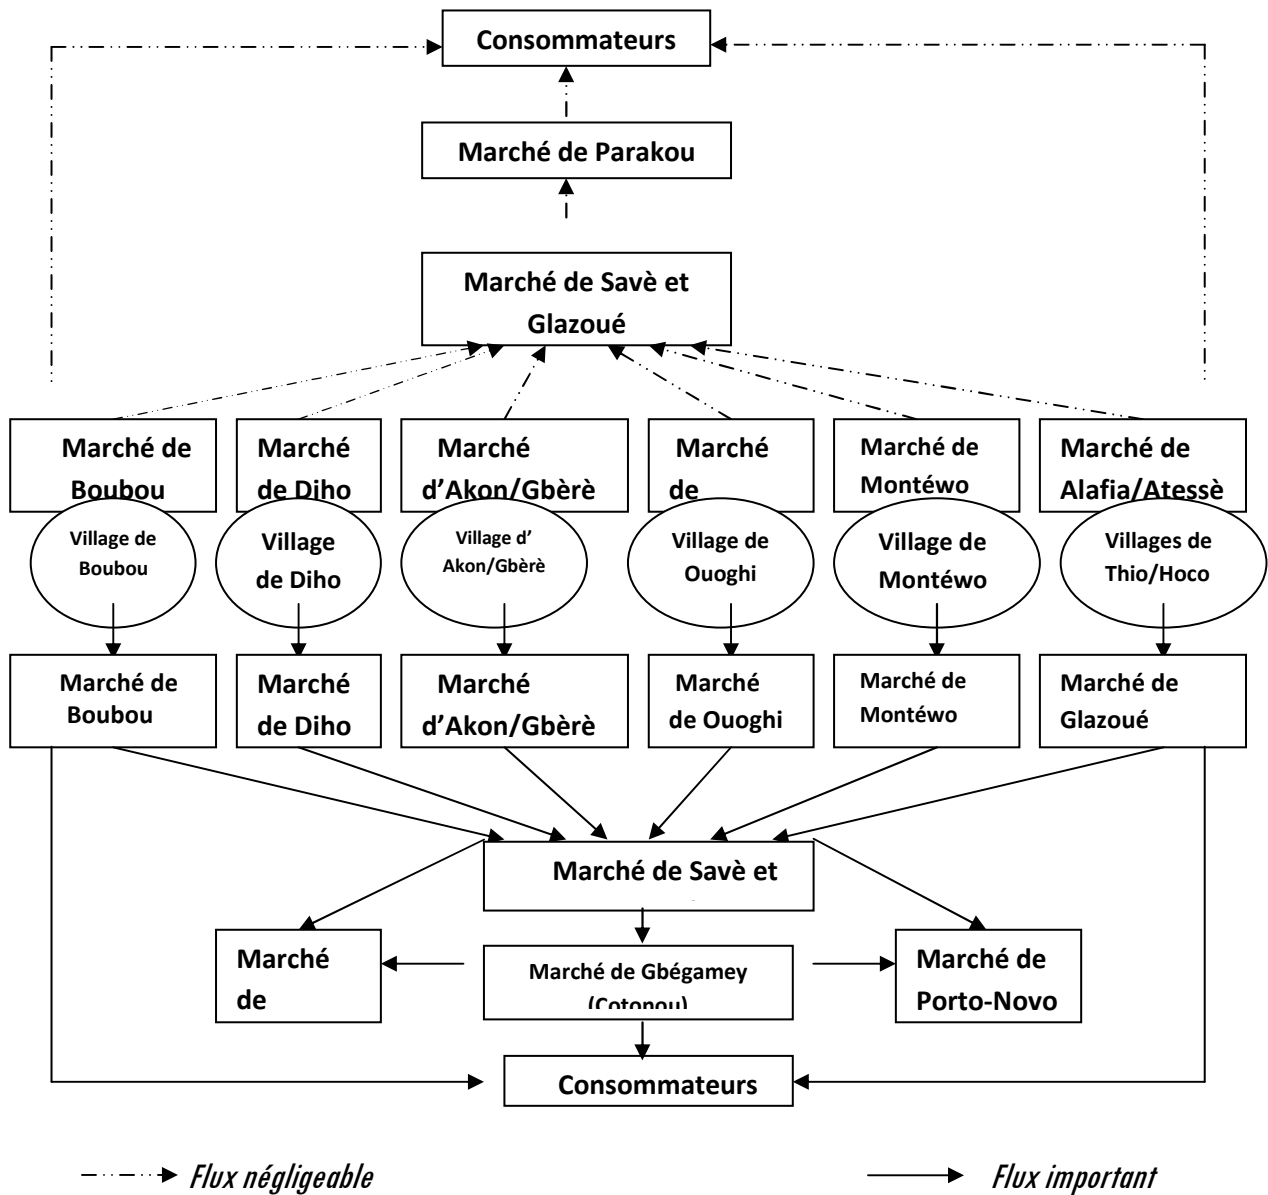 Consommateurs
Marché de Parakou
Marché de Savè et
Glazoué
Marché de
Boubou
Marché
de Diho
Marché
d'Akon/Gbèrè
Marché
de
Marché de
Montéwo
Marché de
Alafia/Atessè
Village de
Boubou
Village
de Diho
Village d'
Akon/Gbèrè
Village de
Ouoghi
Village de
Montéwo
Villages de
Thio/Hoco
Marché de
Boubou
Marché
de Diho
Marché
d'Akon/Gbèrè
Marché
de Ouoghi
Marché de
Montéwo
Marché de
Glazoué
Marché de Savè et
Marché
de
Marché de Gbégamey
(Cotonou)
Marché de
Porto-Novo
Consommateurs
Flux négligeable
Flux important